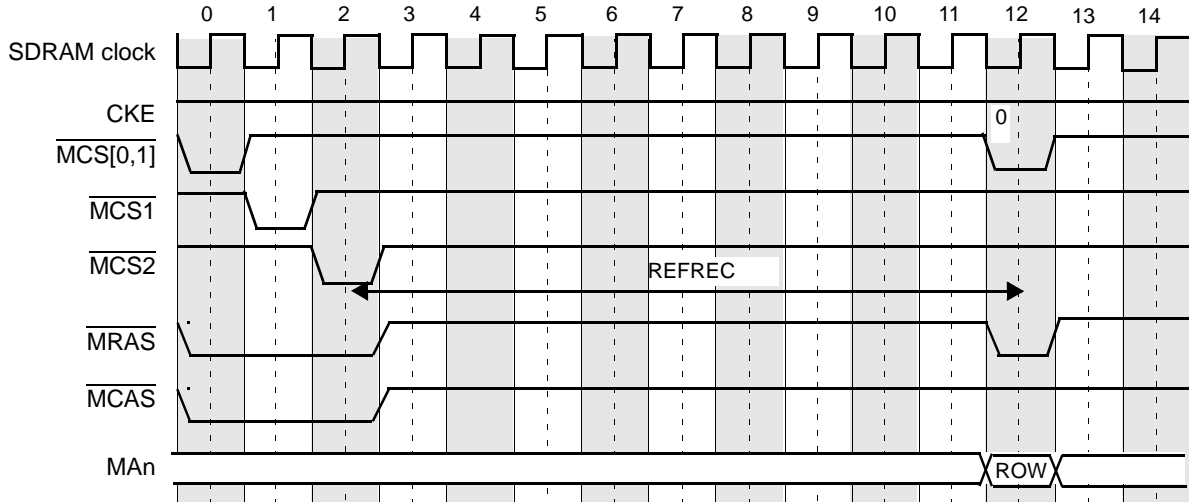 0 1 2 3 4 5 6 7 8 9 10 11 12 13 14
SDRAM clock
CKE
0
MCS[0,1]
MCS1
MCS2
REFREC
MRAS
MCAS
MAn
ROW